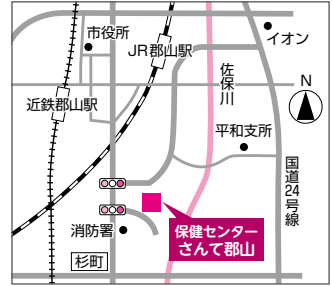 市役所
イオン
JR郡山駅
佐保川
N
近鉄郡山駅
平和支所
国道24号線
消防署
保健センター
さんて郡山
杉町